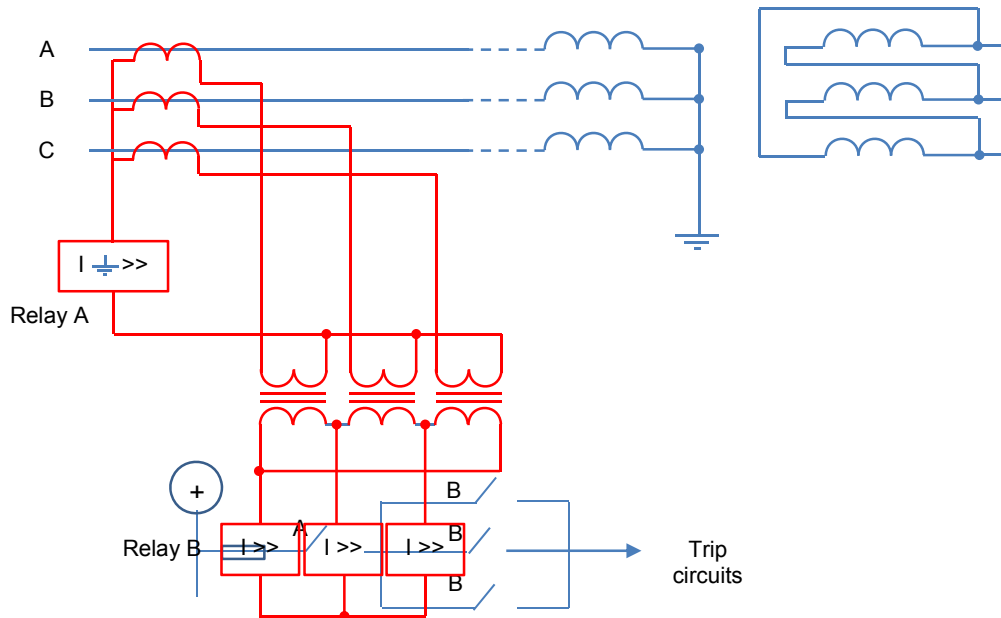 A
B
C
I >>
Relay A
+
B
A
Relay B I >> I >> B I >>
B
Trip
circuits